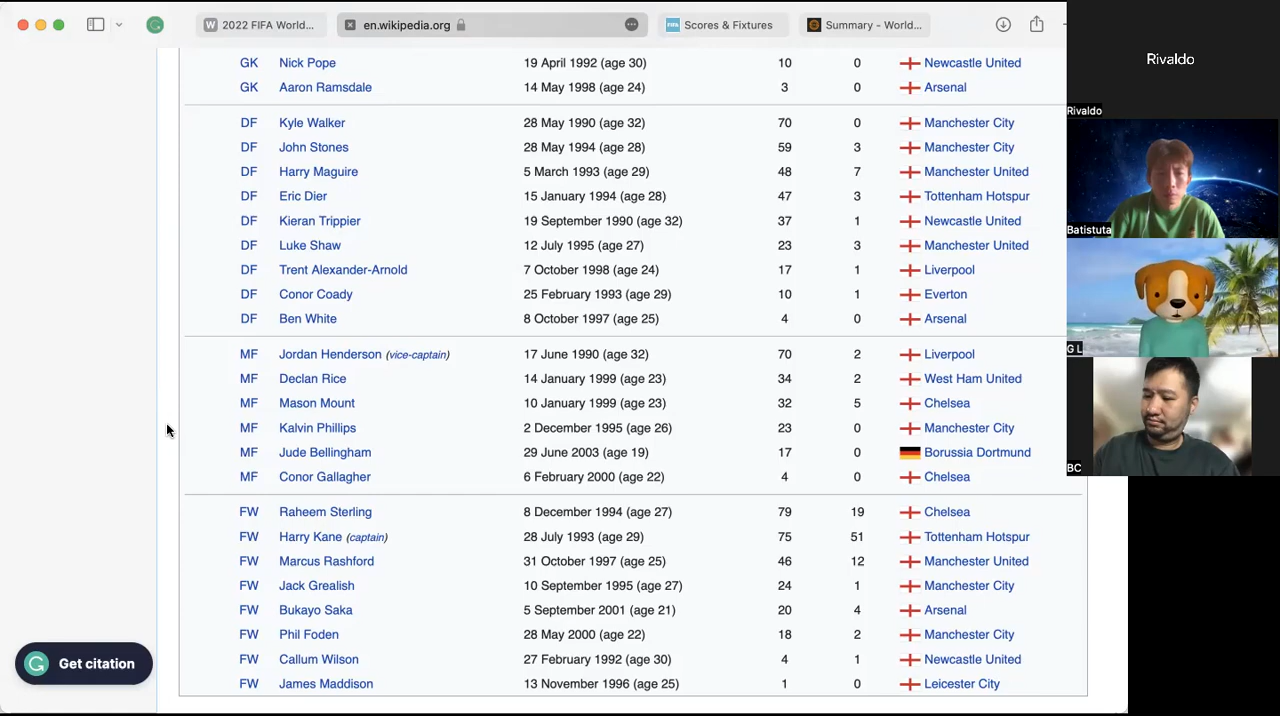 W 2022 FIFA World...
en.wikipedia.org
Scores & Fixtures
Summary - World...
GK Nick Pope 19 April 1992 (age 30) 10 0 Newcastle United
GK Aaron Ramsdale 14 May 1998 (age 24) 3 0 Arsenal
DF Kyle Walker 28 May 1990 (age 32) 70 0 Manchester City
DF John Stones 28 May 1994 (age 28) 59 3 Manchester City
DF Harry Maguire 5 March 1993 (age 29) 48 7 Manchester United
DF Eric Dier 15 January 1994 (age 28) 47 3 Tottenham Hotspur
DF Kieran Trippier 19 September 1990 (age 32) 37 1 Newcastle United
DF Luke Shaw 12 July 1995 (age 27) 23 3 Manchester United
DF Trent Alexander-Arnold 7 October 1998 (age 24) 17 1 Liverpool
DF Conor Coady 25 February 1993 (age 29) 10 1 Everton
DF Ben White 8 October 1997 (age 25) 4 0 Arsenal
MF Jordan Henderson (vice-captain) 17 June 1990 (age 32) 70 2 Liverpool
MF Declan Rice 14 January 1999 (age 23) 34 2 West Ham United
MF Mason Mount 10 January 1999 (age 23) 32 5 Chelsea
MF Kalvin Phillips 2 December 1995 (age 26) 23 0 Manchester City
MF Jude Bellingham 29 June 2003 (age 19) 17 0 Borussia Dortmund
MF Conor Gallagher 6 February 2000 (age 22) 4 0 Chelsea
FW Raheem Sterling 8 December 1994 (age 27) 79 19 Chelsea
FW Harry Kane (captain) 28 July 1993 (age 29) 75 51 Tottenham Hotspur
FW Marcus Rashford 31 October 1997 (age 25) 46 12 Manchester United
FW Jack Grealish 10 September 1995 (age 27) 24 1 Manchester City
FW Bukayo Saka 5 September 2001 (age 21) 20 4 Arsenal
FW Phil Foden 28 May 2000 (age 22) 18 2 Manchester City
FW Callum Wilson 27 February 1992 (age 30) 4 1 Newcastle United
FW James Maddison 13 November 1996 (age 25) 1 0 Leicester City
Get citation
Rivaldo
Rivaldo
Batistuta
G L
BC